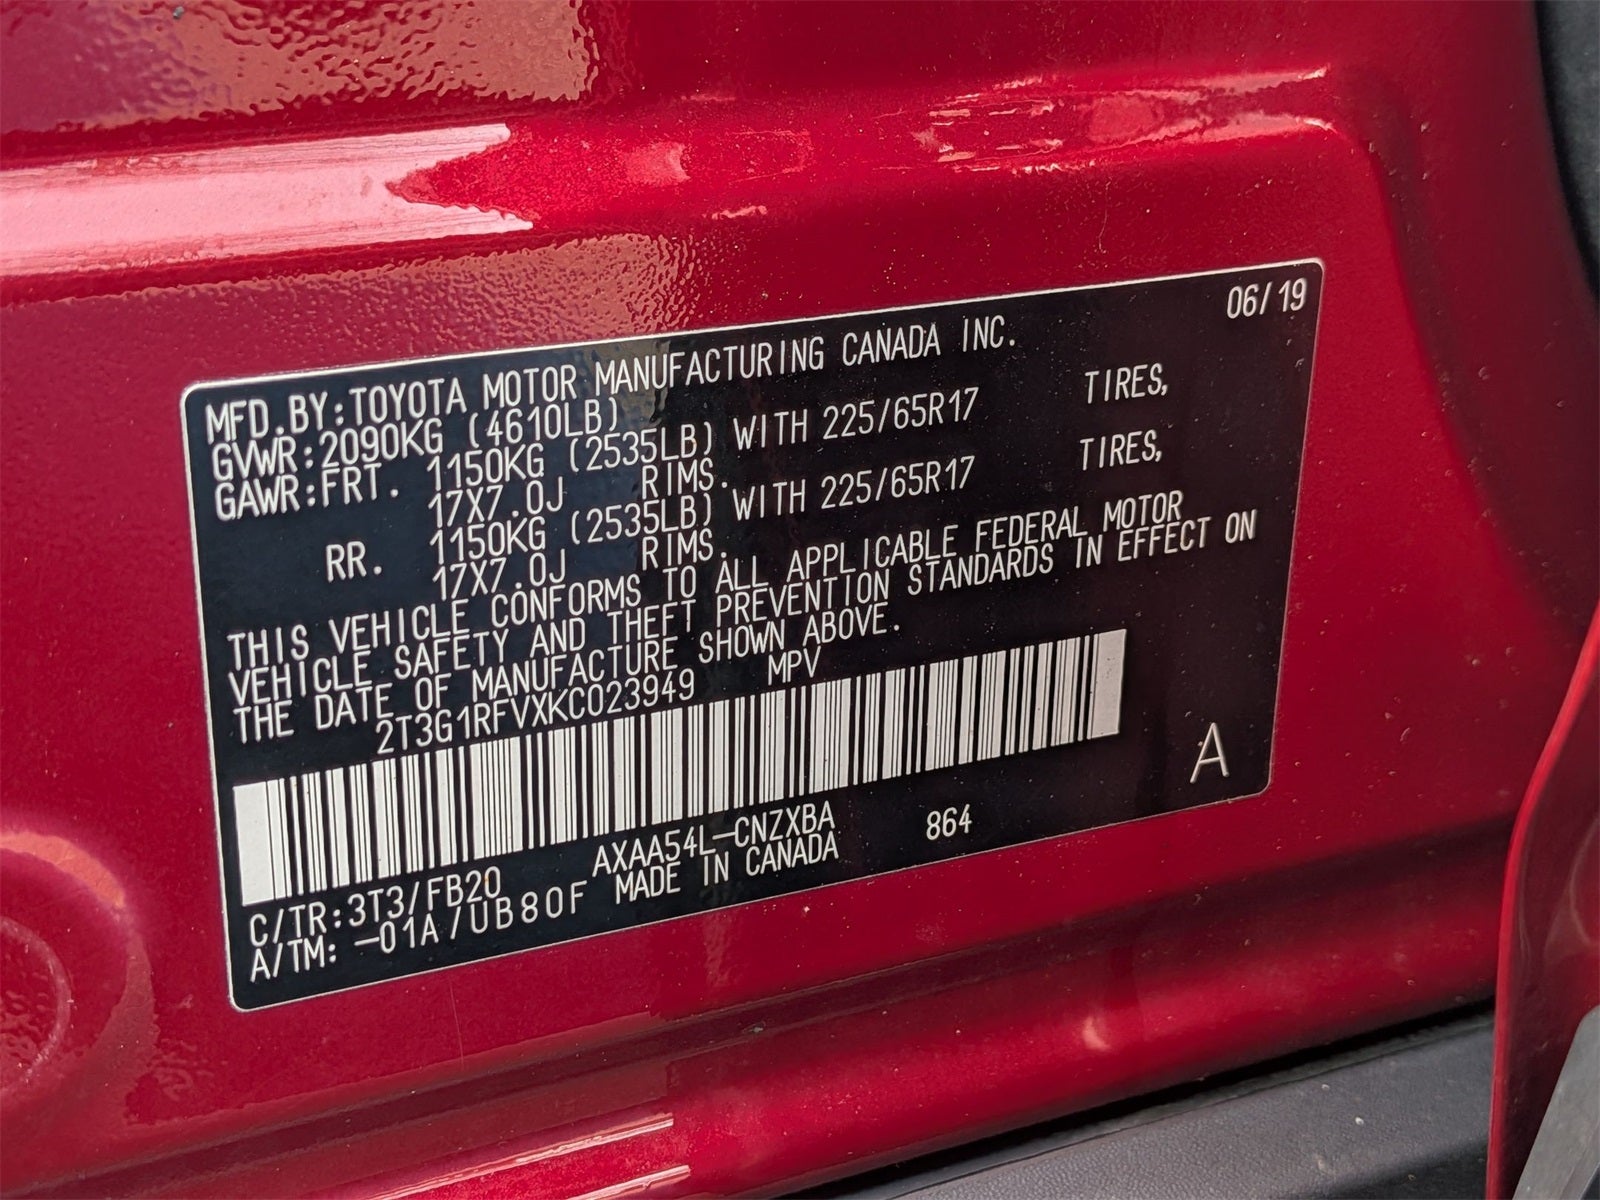 06/19
MFD.BY:TOYOTA MOTOR MANUFACTURING CANADA INC.
GVWR:2090KG (4610LB)
GAWR:FRT. 1150KG (2535LB) WITH 225/65R17 TIRES,
17X7.0J RIMS.
RR. 1150KG (2535LB) WITH 225/65R17 TIRES,
17X7.0J RIMS.
THIS VEHICLE CONFORMS TO ALL APPLICABLE FEDERAL MOTOR
VEHICLE SAFETY AND THEFT PREVENTION STANDARDS IN EFFECT ON
THE DATE OF MANUFACTURE SHOWN ABOVE.
2T3G1RFVXKC023949 MPV
A
AXAA54L-CNZXBA 864
C/TR:3T3/FB20 MADE IN CANADA
A/TM: -01A/UB80F